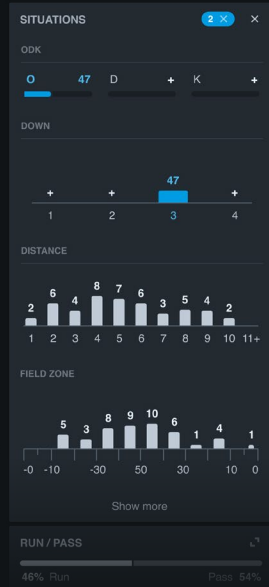 SITUATIONS 2 × ×
ODK
O 47 D + K +
DOWN
47
+ + +
1 2 3 4
DISTANCE
2 6 4 8 7 6 3 5 4 2
1 2 3 4 5 6 7 8 9 10 11+
FIELD ZONE
5 3 8 9 10 6 1 4 1
-0 -10 -30 50 30 10 0
Show more
RUN / PASS
46% Run Pass 54%